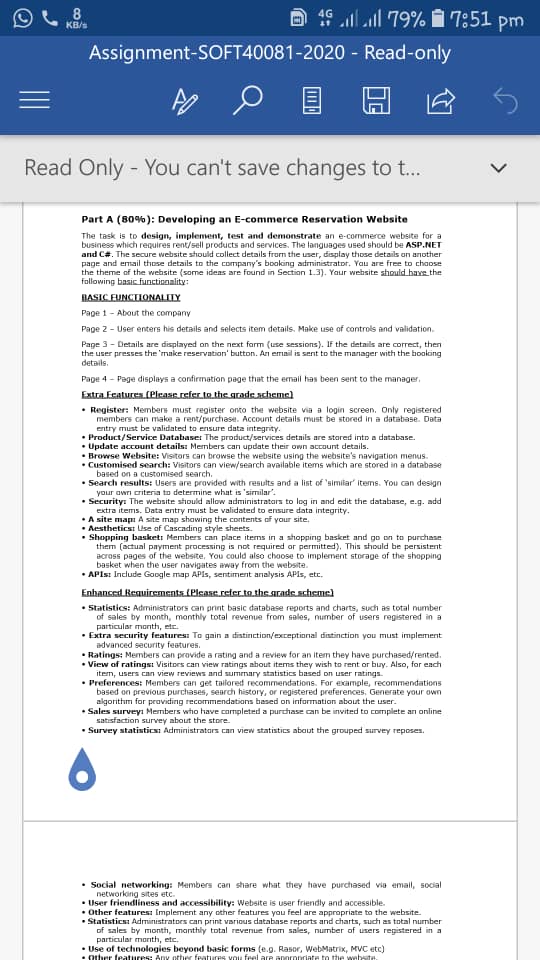 8
KB/s
4G 79% 7:51 pm
Assignment-SOFT40081-2020 - Read-only
Read Only - You can't save changes to t...
Part A (80%): Developing an E-commerce Reservation Website
The task is to design, implement, test and demonstrate an e-commerce website for a
business which requires rent/sell products and services. The languages used should be ASP.NET
and C#. The secure website should collect details from the user, display those details on another
page and email those details to the company's booking administrator. You are free to choose
the theme of the website (some ideas are found in Section 1.3). Your website should have the
following basic functionality:
BASIC FUNCTIONALITY
Page 1 - About the company
Page 2 - User enters his details and selects item details. Make use of controls and validation.
Page 3 - Details are displayed on the next form (use sessions). If the details are correct, then
the user presses the 'make reservation' button. An email is sent to the manager with the booking
details.
Page 4 - Page displays a confirmation page that the email has been sent to the manager.
Extra Features (Please refer to the grade scheme)
• Register: Members must register onto the website via a login screen. Only registered
members can make a rent/purchase. Account details must be stored in a database. Data
entry must be validated to ensure data integrity.
• Product/Service Database: The product/services details are stored into a database.
• Update account details: Members can update their own account details.
• Browse Website: Visitors can browse the website using the website's navigation menus.
• Customised search: Visitors can view/search available items which are stored in a database
based on a customised search.
• Search results: Users are provided with results and a list of 'similar' items. You can design
your own criteria to determine what is 'similar'.
• Security: The website should allow administrators to log in and edit the database, e.g. add
extra items. Data entry must be validated to ensure data integrity.
• A site map: A site map showing the contents of your site.
• Aesthetics: Use of Cascading style sheets.
• Shopping basket: Members can place items in a shopping basket and go on to purchase
them (actual payment processing is not required or permitted). This should be persistent
across pages of the website. You could also choose to implement storage of the shopping
basket when the user navigates away from the website.
• APIs: Include Google map APIs, sentiment analysis APIs, etc.
Enhanced Requirements (Please refer to the grade scheme)
• Statistics: Administrators can print basic database reports and charts, such as total number
of sales by month, monthly total revenue from sales, number of users registered in a
particular month, etc.
• Extra security features: To gain a distinction/exceptional distinction you must implement
advanced security features.
• Ratings: Members can provide a rating and a review for an item they have purchased/rented.
• View of ratings: Visitors can view ratings about items they wish to rent or buy. Also, for each
item, users can view reviews and summary statistics based on user ratings.
• Preferences: Members can get tailored recommendations. For example, recommendations
based on previous purchases, search history, or registered preferences. Generate your own
algorithm for providing recommendations based on information about the user.
• Sales survey: Members who have completed a purchase can be invited to complete an online
satisfaction survey about the store.
• Survey statistics: Administrators can view statistics about the grouped survey reposes.
• Social networking: Members can share what they have purchased via email, social
networking sites etc.
• User friendliness and accessibility: Website is user friendly and accessible.
• Other features: Implement any other features you feel are appropriate to the website.
• Statistics: Administrators can print various database reports and charts, such as total number
of sales by month, monthly total revenue from sales, number of users registered in a
particular month, etc.
• Use of technologies beyond basic forms (e.g. Rasor, WebMatrix, MVC etc)
• Other features: Any other features you feel are appropriate to the website.